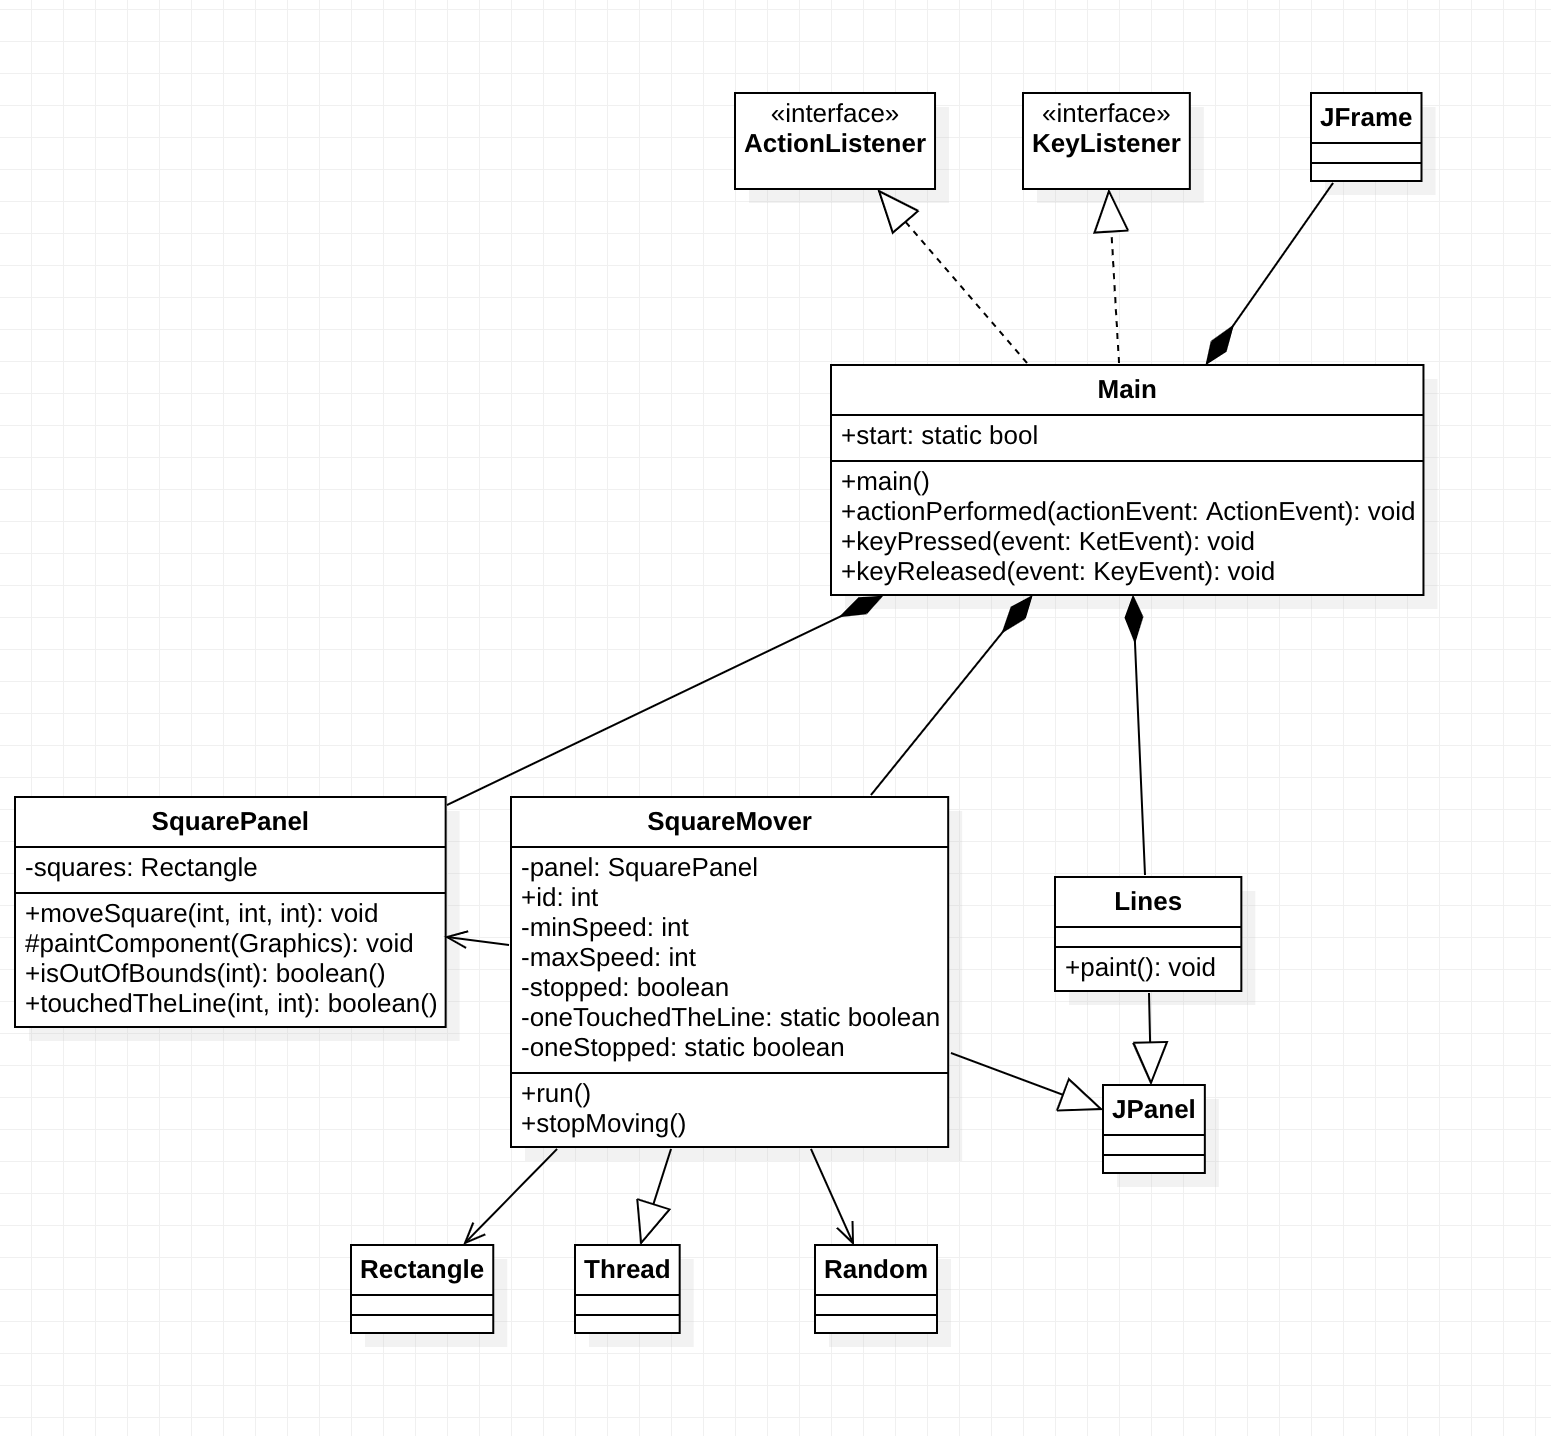 «interface»
ActionListener
«interface»
KeyListener
JFrame
Main
+start: static bool
+main()
+actionPerformed(actionEvent: ActionEvent): void
+keyPressed(event: KetEvent): void
+keyReleased(event: KeyEvent): void
SquarePanel
-squares: Rectangle
+moveSquare(int, int, int): void
#paintComponent(Graphics): void
+isOutOfBounds(int): boolean()
+touchedTheLine(int, int): boolean()
SquareMover
-panel: SquarePanel
+id: int
-minSpeed: int
-maxSpeed: int
-stopped: boolean
-oneTouchedTheLine: static boolean
-oneStopped: static boolean
+run()
+stopMoving()
Lines
+paint(): void
JPanel
Rectangle
Thread
Random